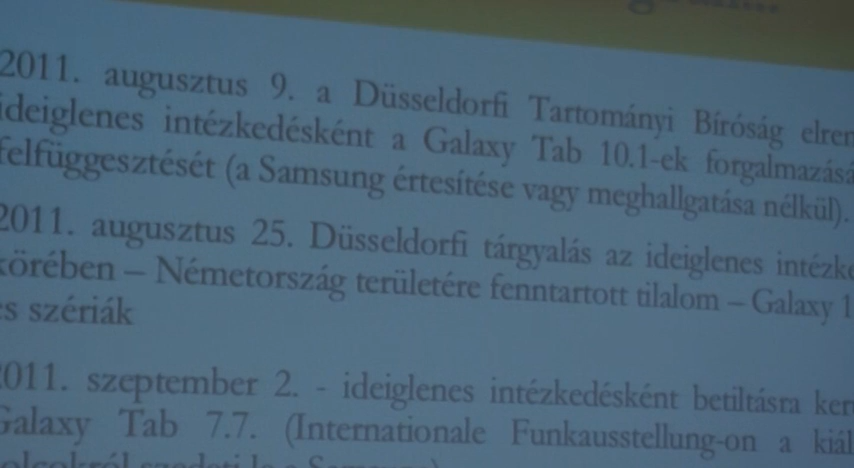 2011. augusztus 9. a Düsseldorfi Tartományi Bíróság elren
ideiglenes intézkedésként a Galaxy Tab 10.1-ek forgalmazásá
felfüggesztését (a Samsung értesítése vagy meghallgatása nélkül).
2011. augusztus 25. Düsseldorfi tárgyalás az ideiglenes intézke
körében – Németország területére fenntartott tilalom – Galaxy 1
es szériák
2011. szeptember 2. - ideiglenes intézkedésként betiltásra kerü
Galaxy Tab 7.7. (Internationale Funkausstellung-on a kiál